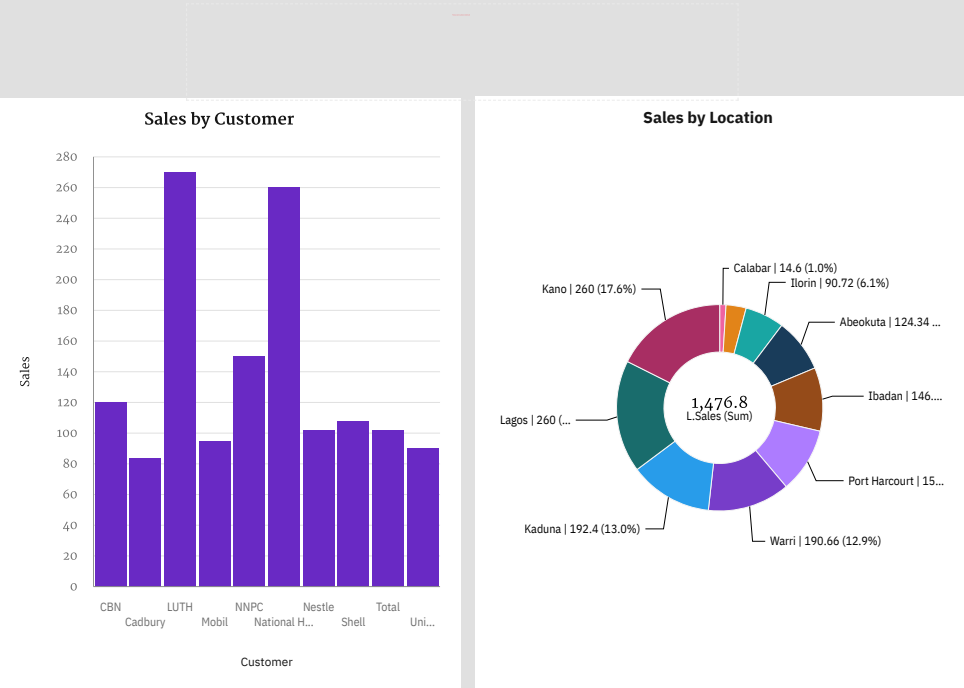 Sales by Customer
280
260
240
220
200
180
160
140
120
100
80
60
40
20
0
Sales
CBN
Cadbury
LUTH
Mobil
NNPC
National H...
Nestle
Shell
Total
Uni...
Customer
Sales by Location
Calabar | 14.6 (1.0%)
Ilorin | 90.72 (6.1%)
Kano | 260 (17.6%)
Abeokuta | 124.34 ...
Ibadan | 146....
1,476.8
L.Sales (Sum)
Lagos | 260 (...
Port Harcourt | 15...
Kaduna | 192.4 (13.0%)
Warri | 190.66 (12.9%)